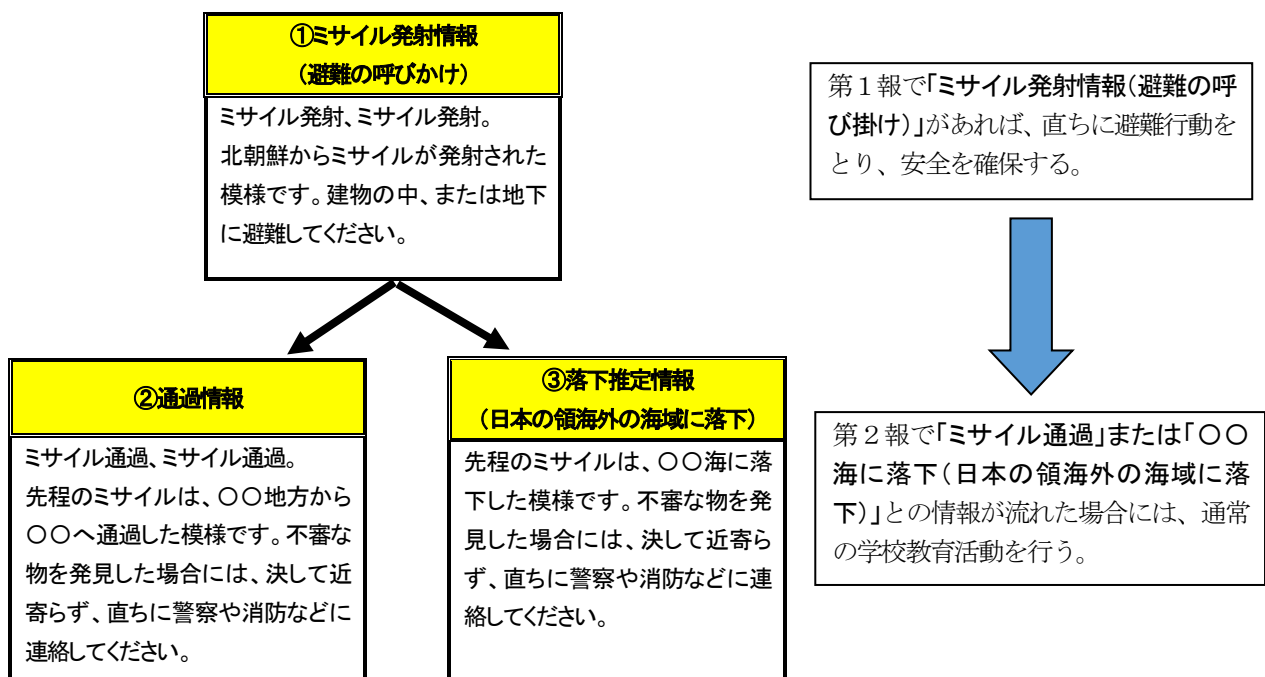 ①ミサイル発射情報
(避難の呼びかけ)
ミサイル発射、ミサイル発射。
北朝鮮からミサイルが発射された
模様です。建物の中、または地下
に避難してください。
第1報で「ミサイル発射情報(避難の呼
び掛け)」があれば、直ちに避難行動を
とり、安全を確保する。
②通過情報
ミサイル通過、ミサイル通過。
先程のミサイルは、〇〇地方から
〇〇へ通過した模様です。不審な
物を発見した場合には、決して近
寄らず、直ちに警察や消防などに
連絡してください。
③落下推定情報
(日本の領海外の海域に落下)
先程のミサイルは、〇〇海に落
下した模様です。不審な物を発
見した場合には、決して近寄ら
ず、直ちに警察や消防などに連
絡してください。
第2報で「ミサイル通過」または「〇〇
海に落下(日本の領海外の海域に落
下)」との情報が流れた場合には、通常
の学校教育活動を行う。